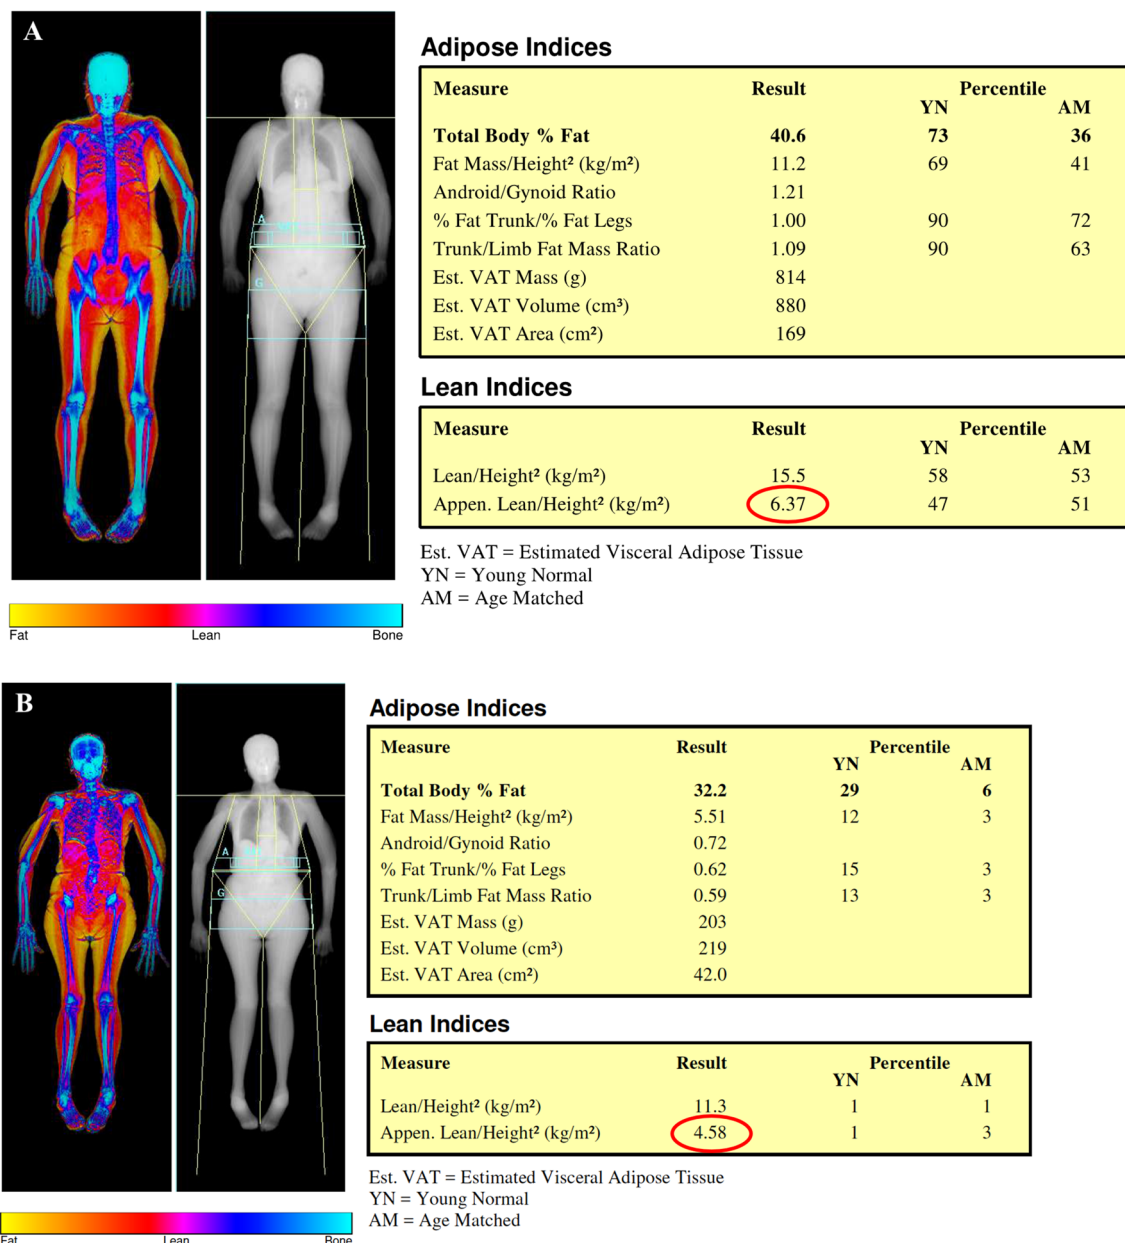 A
A
G
Fat Lean Bone
Adipose Indices
Measure Result Percentile
YN AM
Total Body % Fat 40.6 73 36
Fat Mass/Height² (kg/m²) 11.2 69 41
Android/Gynoid Ratio 1.21
% Fat Trunk/% Fat Legs 1.00 90 72
Trunk/Limb Fat Mass Ratio 1.09 90 63
Est. VAT Mass (g) 814
Est. VAT Volume (cm³) 880
Est. VAT Area (cm²) 169
Lean Indices
Measure Result Percentile
YN AM
Lean/Height² (kg/m²) 15.5 58 53
Appen. Lean/Height² (kg/m²) 6.37 47 51
Est. VAT = Estimated Visceral Adipose Tissue
YN = Young Normal
AM = Age Matched
B
A
G
Fat Lean Bone
Adipose Indices
Measure Result Percentile
YN AM
Total Body % Fat 32.2 29 6
Fat Mass/Height² (kg/m²) 5.51 12 3
Android/Gynoid Ratio 0.72
% Fat Trunk/% Fat Legs 0.62 15 3
Trunk/Limb Fat Mass Ratio 0.59 13 3
Est. VAT Mass (g) 203
Est. VAT Volume (cm³) 219
Est. VAT Area (cm²) 42.0
Lean Indices
Measure Result Percentile
YN AM
Lean/Height² (kg/m²) 11.3 1 1
Appen. Lean/Height² (kg/m²) 4.58 1 3
Est. VAT = Estimated Visceral Adipose Tissue
YN = Young Normal
AM = Age Matched